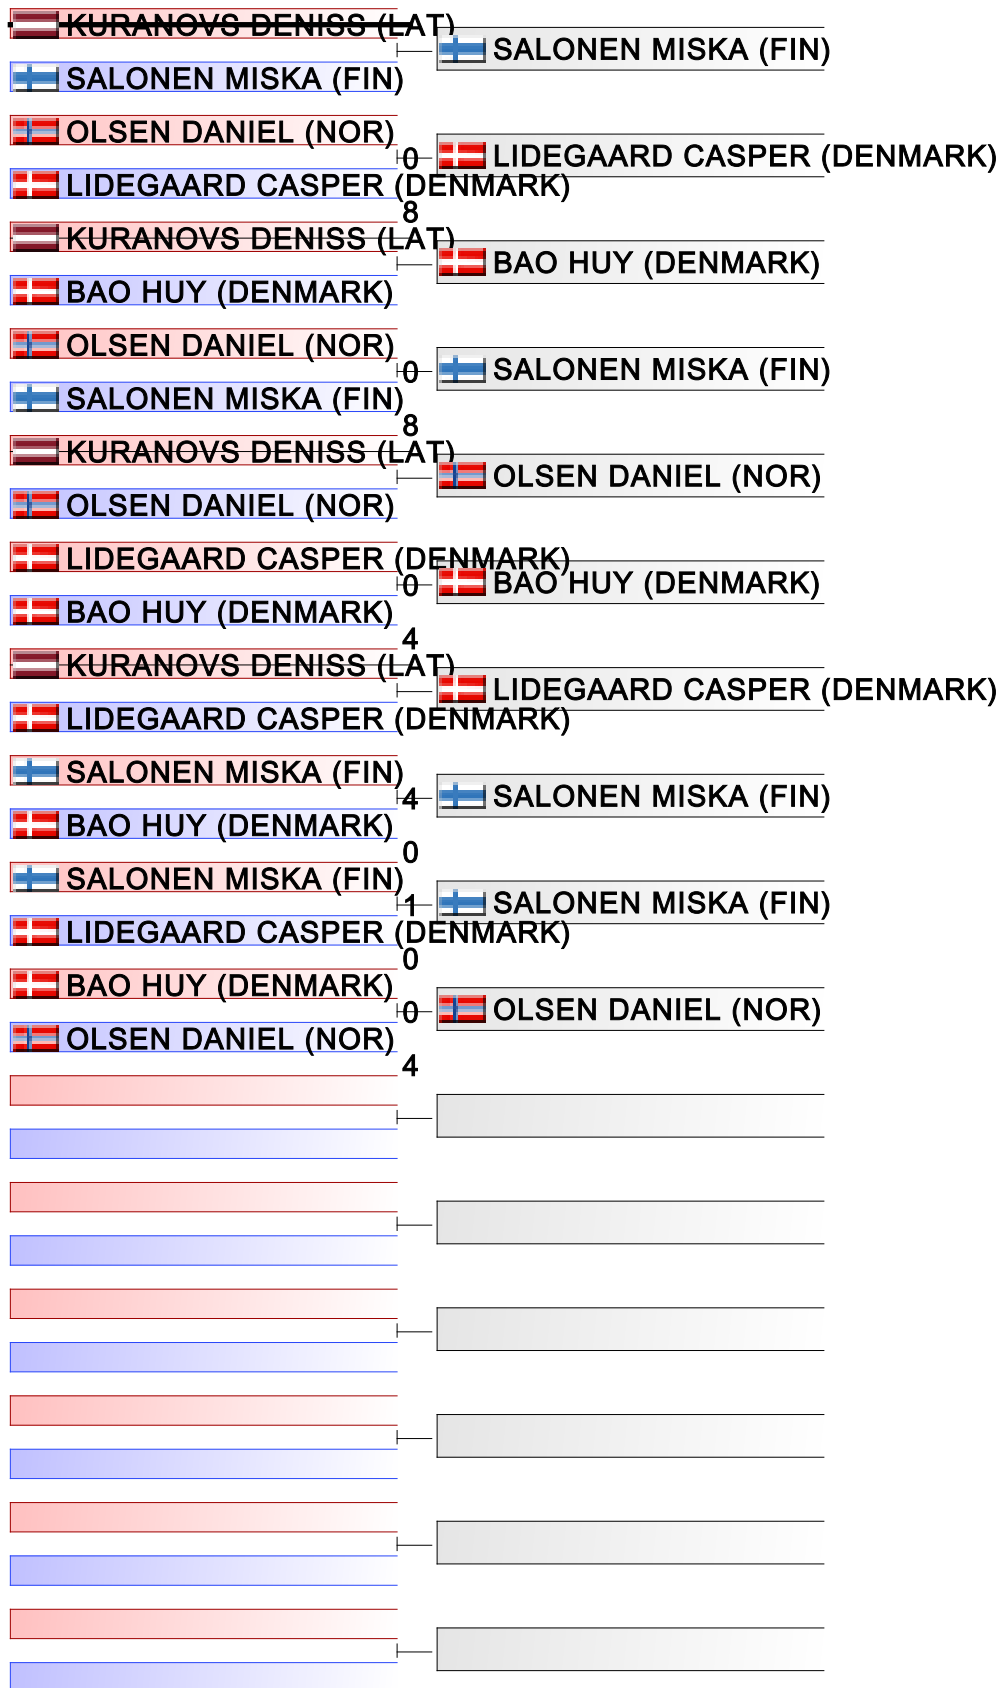 KURANOVS DENISS (LAT)
SALONEN MISKA (FIN)
SALONEN MISKA (FIN)
OLSEN DANIEL (NOR)
0
LIDEGAARD CASPER (DENMARK)
LIDEGAARD CASPER (DENMARK)
8
KURANOVS DENISS (LAT)
BAO HUY (DENMARK)
BAO HUY (DENMARK)
OLSEN DANIEL (NOR)
0
SALONEN MISKA (FIN)
SALONEN MISKA (FIN)
8
KURANOVS DENISS (LAT)
OLSEN DANIEL (NOR)
OLSEN DANIEL (NOR)
LIDEGAARD CASPER (DENMARK)
0
BAO HUY (DENMARK)
BAO HUY (DENMARK)
4
KURANOVS DENISS (LAT)
LIDEGAARD CASPER (DENMARK)
LIDEGAARD CASPER (DENMARK)
SALONEN MISKA (FIN)
4
SALONEN MISKA (FIN)
BAO HUY (DENMARK)
0
SALONEN MISKA (FIN)
1
SALONEN MISKA (FIN)
LIDEGAARD CASPER (DENMARK)
0
BAO HUY (DENMARK)
0
OLSEN DANIEL (NOR)
OLSEN DANIEL (NOR)
4